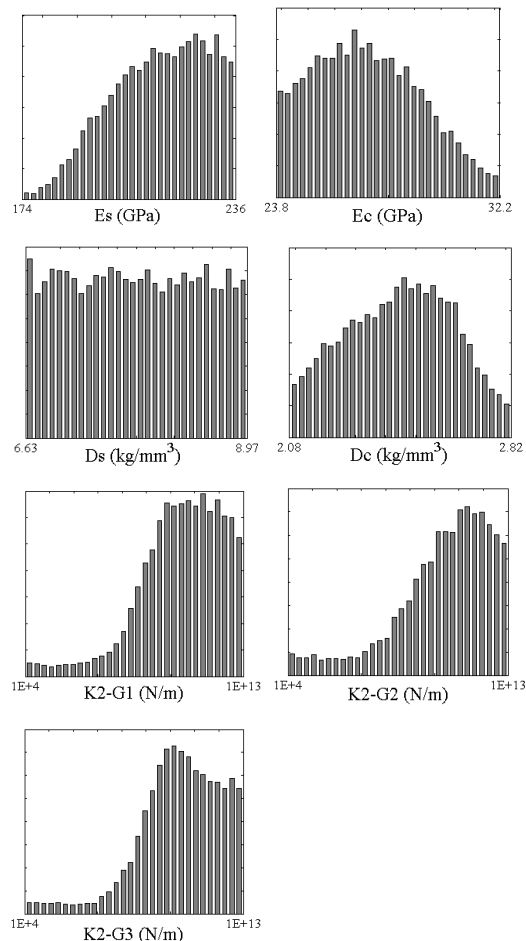 174 236
Es (GPa)
23.8 32.2
Ec (GPa)
6.63 8.97
Ds (kg/mm³)
2.08 2.82
Dc (kg/mm³)
1E+4 1E+13
K2-G1 (N/m)
1E+4 1E+13
K2-G2 (N/m)
1E+4 1E+13
K2-G3 (N/m)